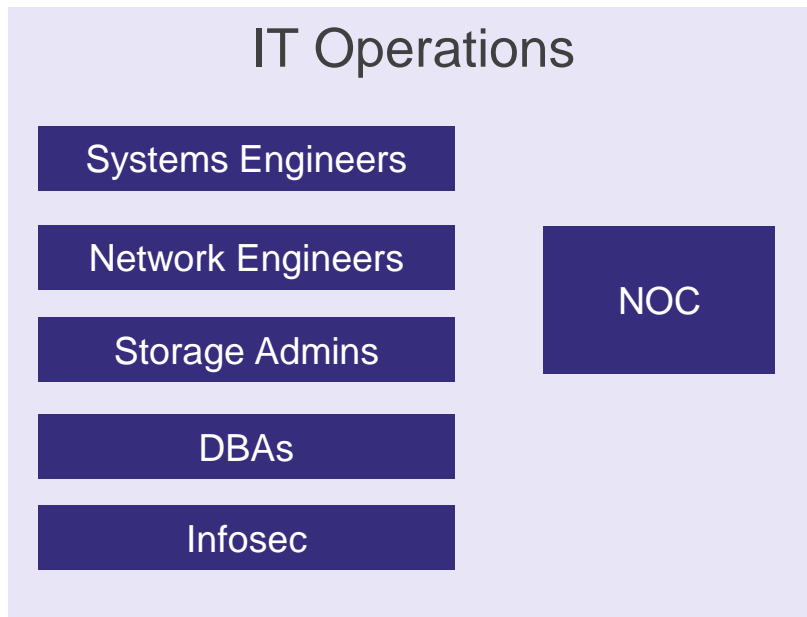 IT Operations
Systems Engineers
Network Engineers
Storage Admins
DBAs
Infosec
NOC